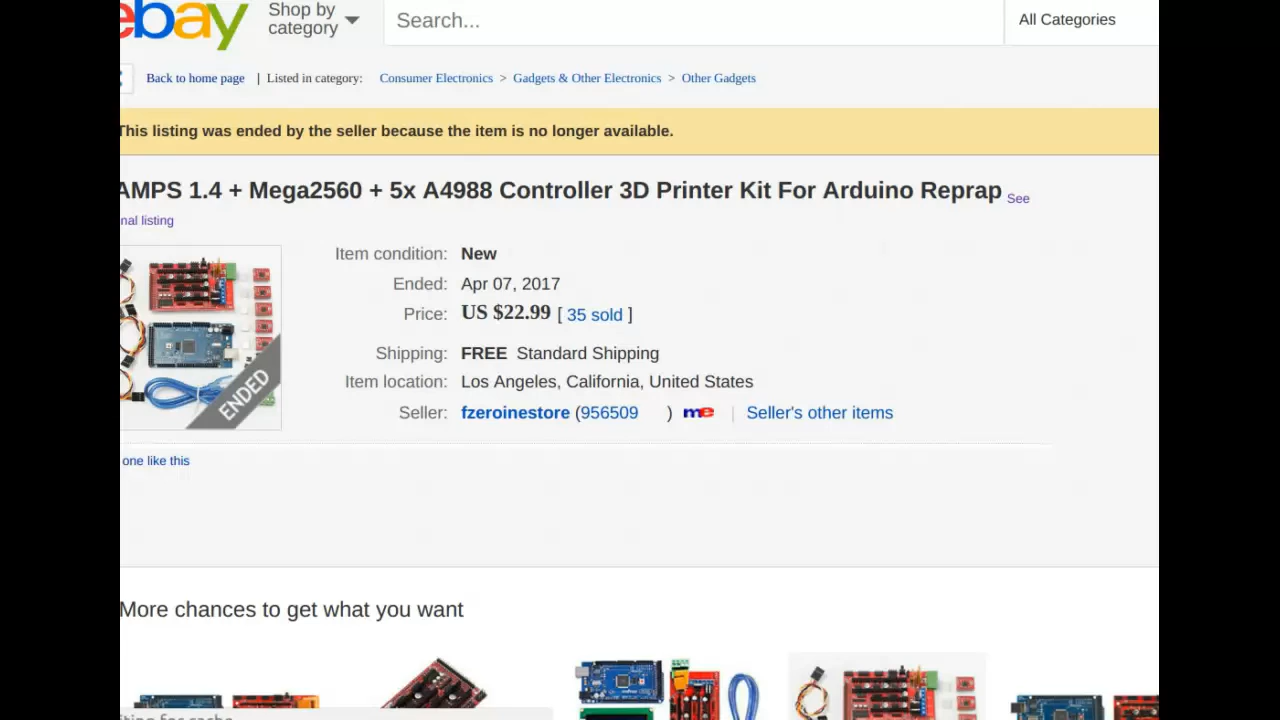 ebay
Shop by category
Search...
All Categories
Back to home page | Listed in category: Consumer Electronics > Gadgets & Other Electronics > Other Gadgets
This listing was ended by the seller because the item is no longer available.
AMPS 1.4 + Mega2560 + 5x A4988 Controller 3D Printer Kit For Arduino Reprap See
nal listing
Item condition: New
Ended: Apr 07, 2017
Price: US $22.99 [ 35 sold ]
Shipping: FREE Standard Shipping
Item location: Los Angeles, California, United States
Seller: fzeroinestore (956509 ) me | Seller's other items
ENDED
one like this
More chances to get what you want